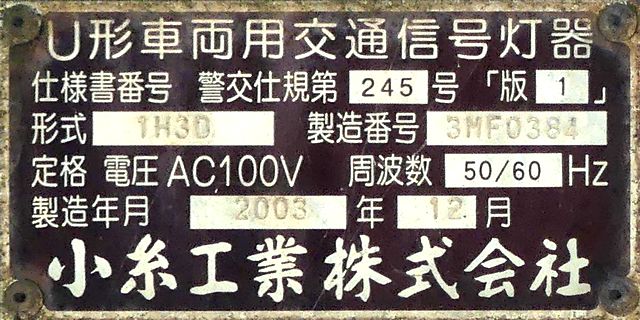 U形車両用交通信号灯器
仕様書番号 警交仕規第 245 号 「版 1 」
形式 1H3D 製造番号 3MF0384
定格 電圧 AC100V 周波数 50/60 Hz
製造年月 2003 年 12 月
小糸工業株式会社